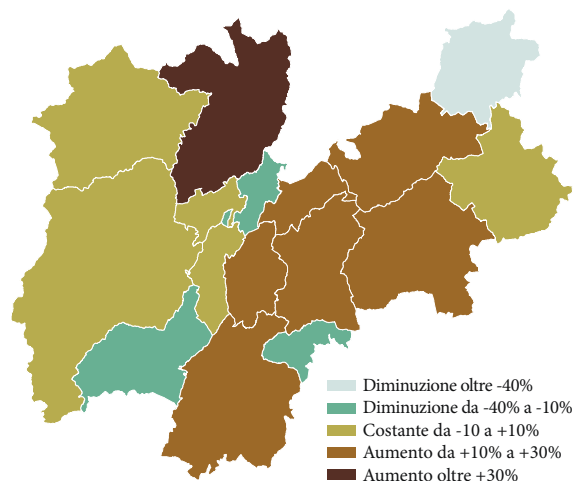 Diminuzione oltre -40%
Diminuzione da -40% a -10%
Costante da -10 a +10%
Aumento da +10% a +30%
Aumento oltre +30%